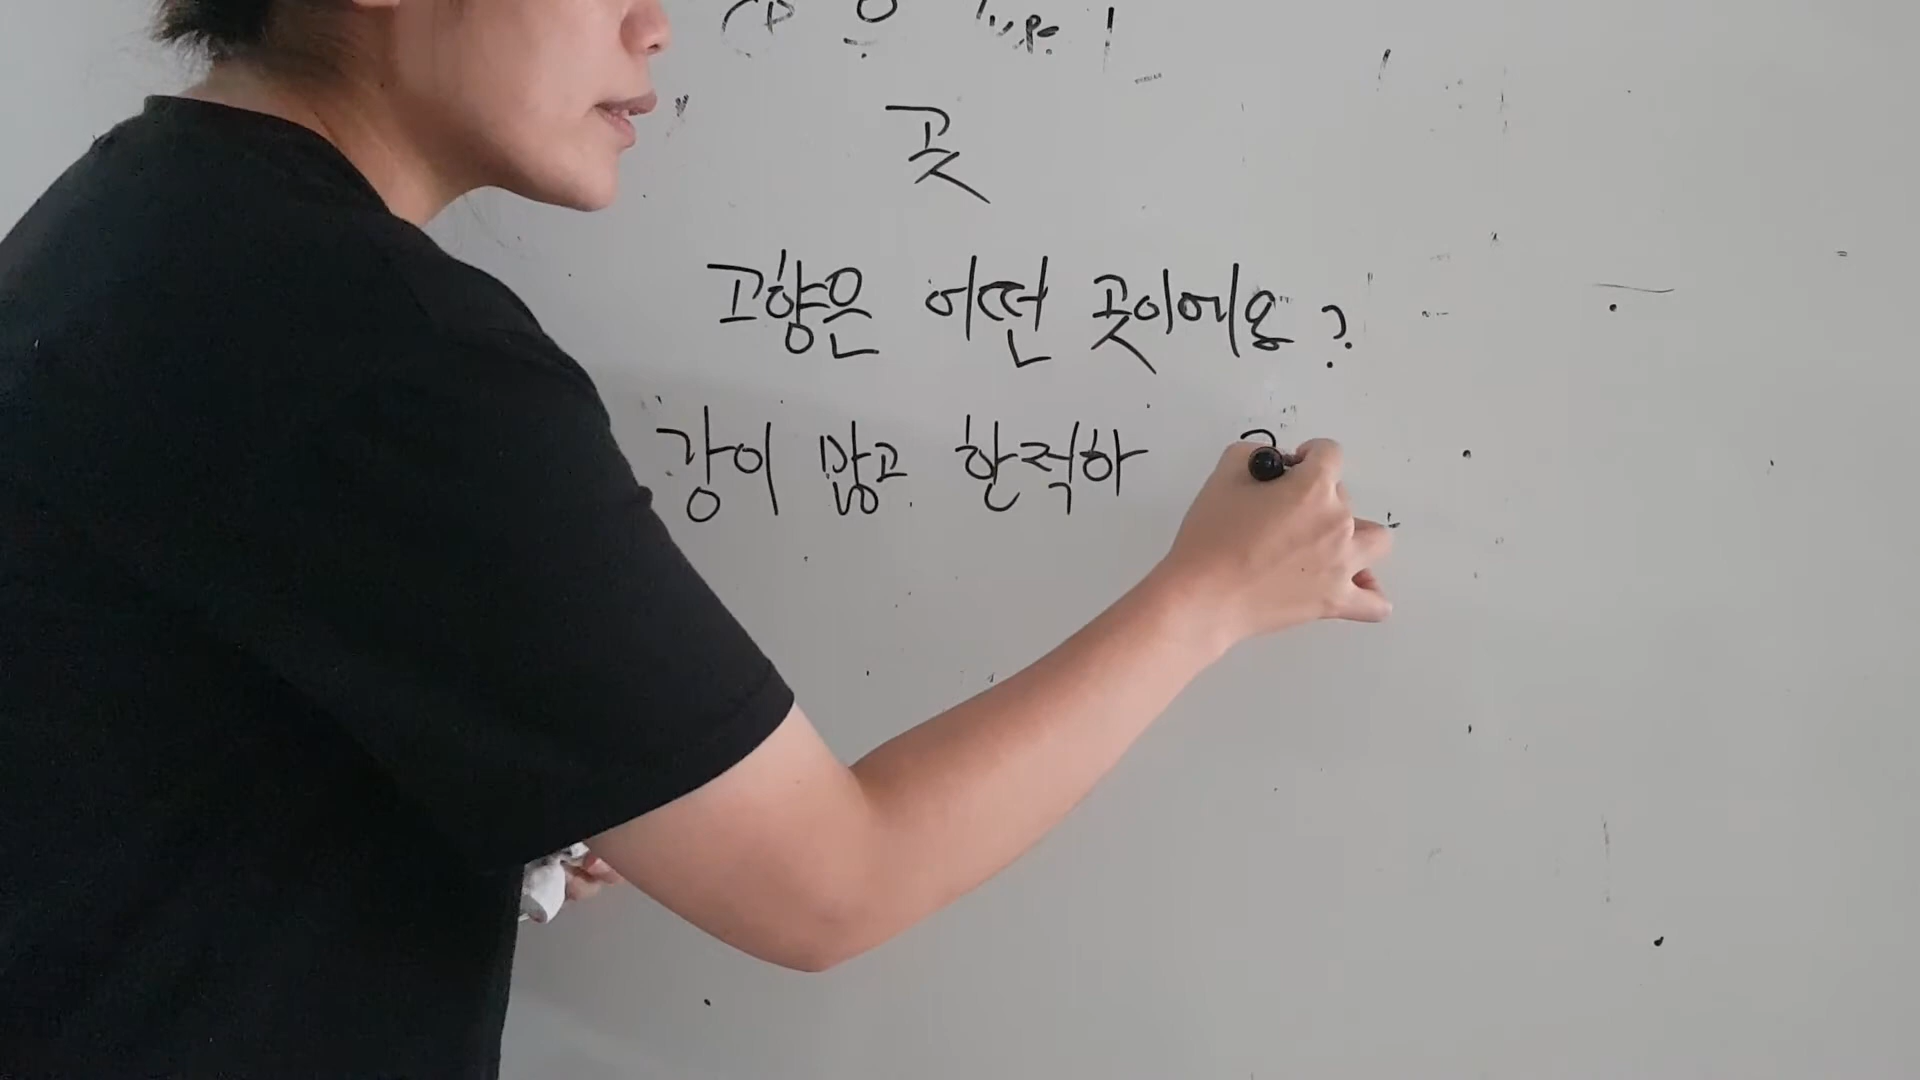 곳
고향은 어떤 곳이에요?
강이 많고 한적하